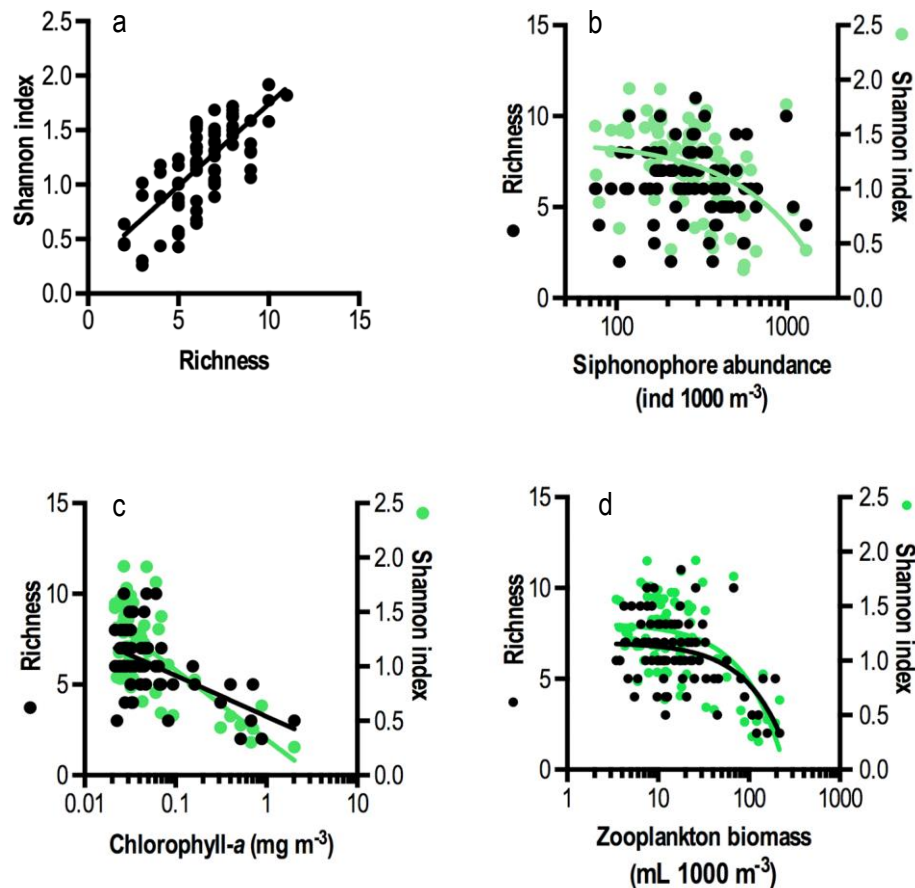 a
2.5
2.0
1.5
1.0
0.5
0.0
Shannon index
0 5 10 15
Richness
b
15
10
5
0
Richness
2.5
2.0
1.5
1.0
0.5
0.0
Shannon index
100 1000
Siphonophore abundance
(ind 1000 m⁻³)
c
15
10
5
0
Richness
2.5
2.0
1.5
1.0
0.5
0.0
Shannon index
0.01 0.1 1 10
Chlorophyll-a (mg m⁻³)
d
15
10
5
0
Richness
2.5
2.0
1.5
1.0
0.5
0.0
Shannon index
1 10 100 1000
Zooplankton biomass
(mL 1000 m⁻³)